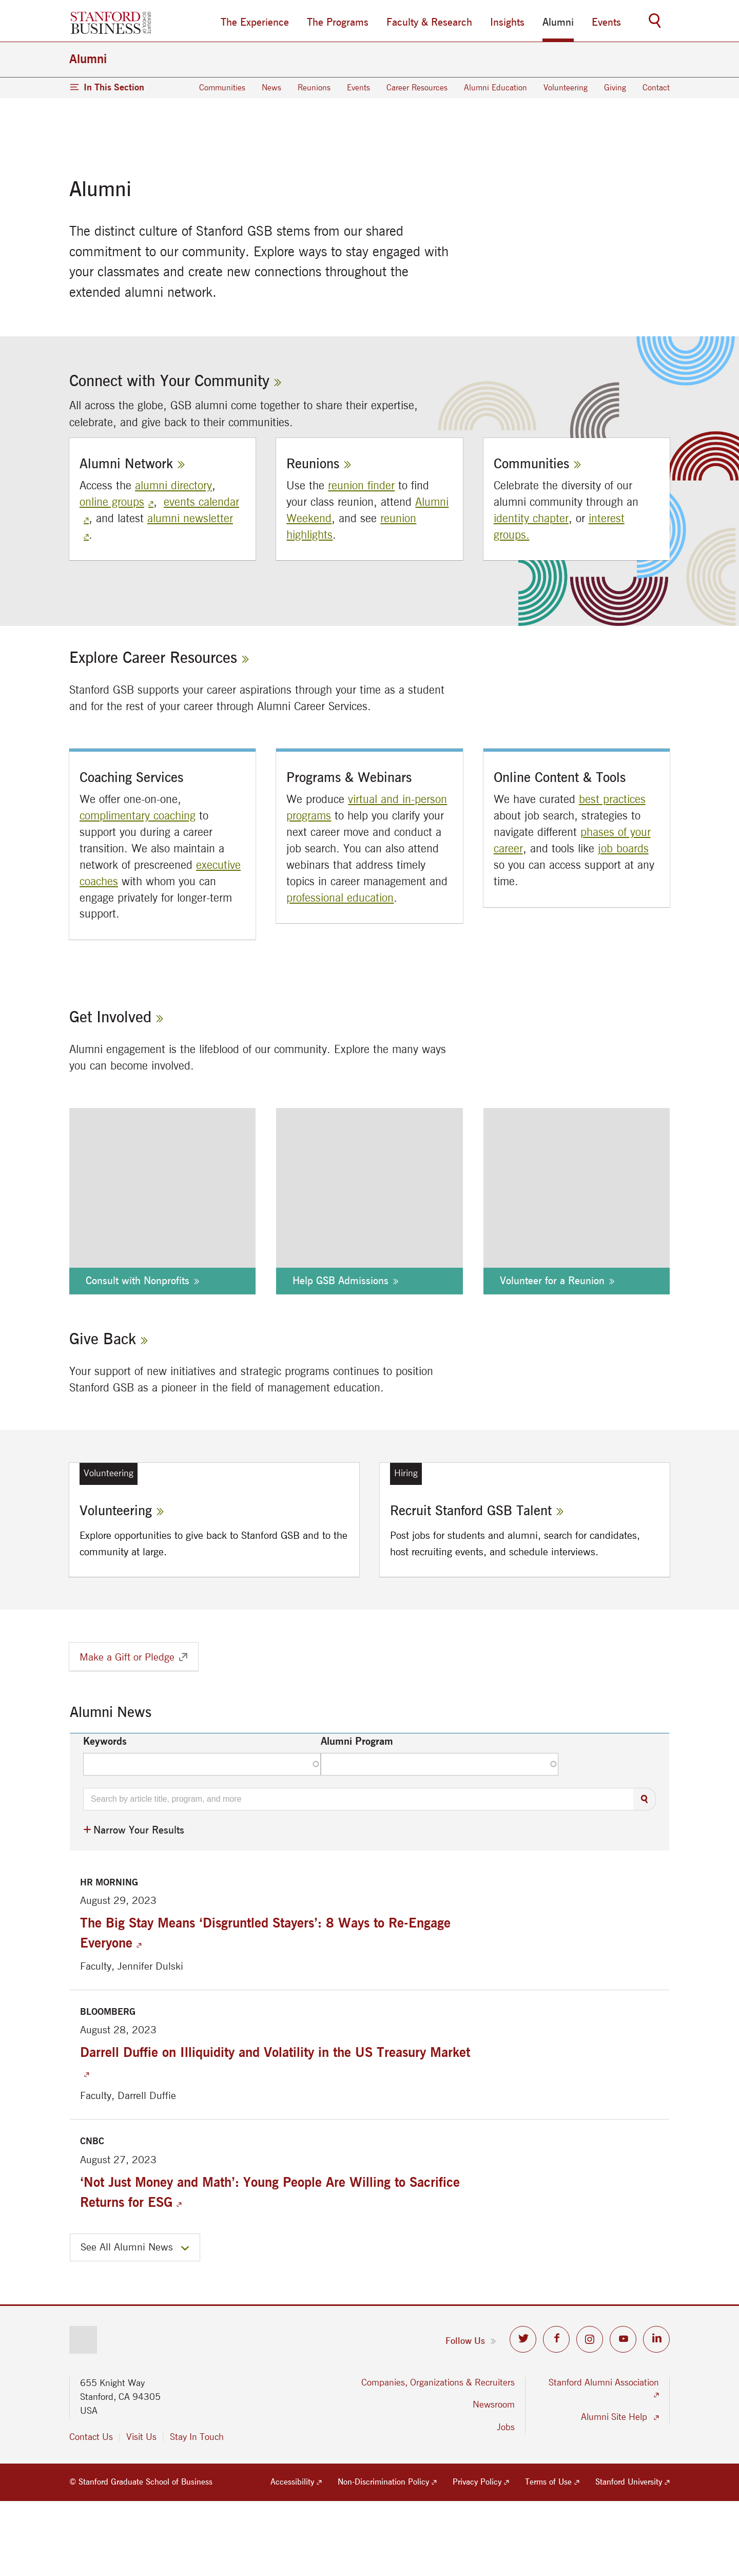 STANFORD
BUSINESS
The Experience
The Programs
Faculty & Research
Insights
Alumni
Events
Alumni
In This Section
Communities
News
Reunions
Events
Career Resources
Alumni Education
Volunteering
Giving
Contact
Alumni
The distinct culture of Stanford GSB stems from our shared
commitment to our community. Explore ways to stay engaged with
your classmates and create new connections throughout the
extended alumni network.
Connect with Your Community
All across the globe, GSB alumni come together to share their expertise,
celebrate, and give back to their communities.
Alumni Network
Access the alumni directory,
online groups , events calendar
, and latest alumni newsletter
.
Reunions
Use the reunion finder to find
your class reunion, attend Alumni
Weekend, and see reunion
highlights.
Communities
Celebrate the diversity of our
alumni community through an
identity chapter, or interest
groups.
Explore Career Resources
Stanford GSB supports your career aspirations through your time as a student
and for the rest of your career through Alumni Career Services.
Coaching Services
We offer one-on-one,
complimentary coaching to
support you during a career
transition. We also maintain a
network of prescreened executive
coaches with whom you can
engage privately for longer-term
support.
Programs & Webinars
We produce virtual and in-person
programs to help you clarify your
next career move and conduct a
job search. You can also attend
webinars that address timely
topics in career management and
professional education.
Online Content & Tools
We have curated best practices
about job search, strategies to
navigate different phases of your
career, and tools like job boards
so you can access support at any
time.
Get Involved
Alumni engagement is the lifeblood of our community. Explore the many ways
you can become involved.
Consult with Nonprofits
Help GSB Admissions
Volunteer for a Reunion
Give Back
Your support of new initiatives and strategic programs continues to position
Stanford GSB as a pioneer in the field of management education.
Volunteering
Volunteering
Explore opportunities to give back to Stanford GSB and to the
community at large.
Hiring
Recruit Stanford GSB Talent
Post jobs for students and alumni, search for candidates,
host recruiting events, and schedule interviews.
Make a Gift or Pledge
Alumni News
Keywords
Alumni Program
Search by article title, program, and more
+ Narrow Your Results
HR MORNING
August 29, 2023
The Big Stay Means ‘Disgruntled Stayers’: 8 Ways to Re-Engage
Everyone
Faculty, Jennifer Dulski
BLOOMBERG
August 28, 2023
Darrell Duffie on Illiquidity and Volatility in the US Treasury Market
Faculty, Darrell Duffie
CNBC
August 27, 2023
‘Not Just Money and Math’: Young People Are Willing to Sacrifice
Returns for ESG
See All Alumni News
Follow Us
655 Knight Way
Stanford, CA 94305
USA
Contact Us
Visit Us
Stay In Touch
Companies, Organizations & Recruiters
Newsroom
Jobs
Stanford Alumni Association
Alumni Site Help
© Stanford Graduate School of Business
Accessibility
Non-Discrimination Policy
Privacy Policy
Terms of Use
Stanford University